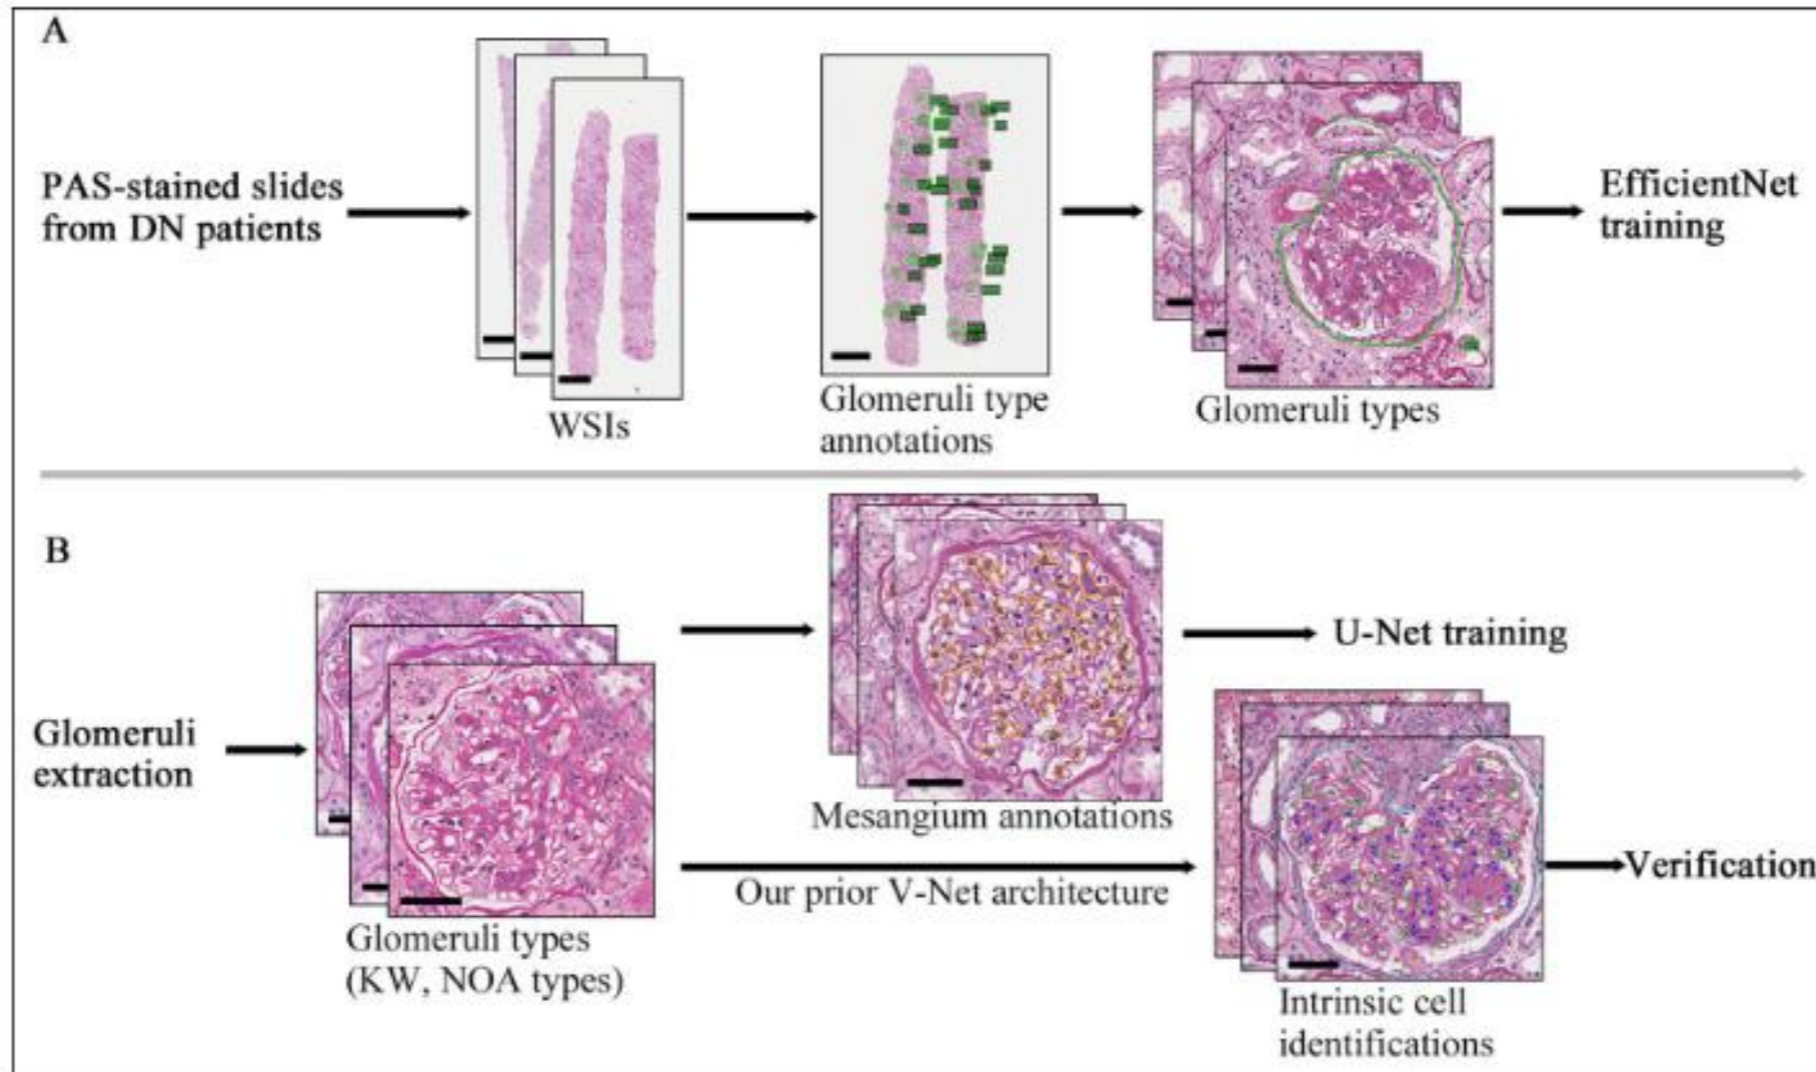 A
PAS-stained slides
from DN patients
WSIs
Glomeruli type
annotations
Glomeruli types
EfficientNet
training
B
Glomeruli
extraction
Glomeruli types
(KW, NOA types)
Mesangium annotations
U-Net training
Our prior V-Net architecture
Intrinsic cell
identifications
Verification